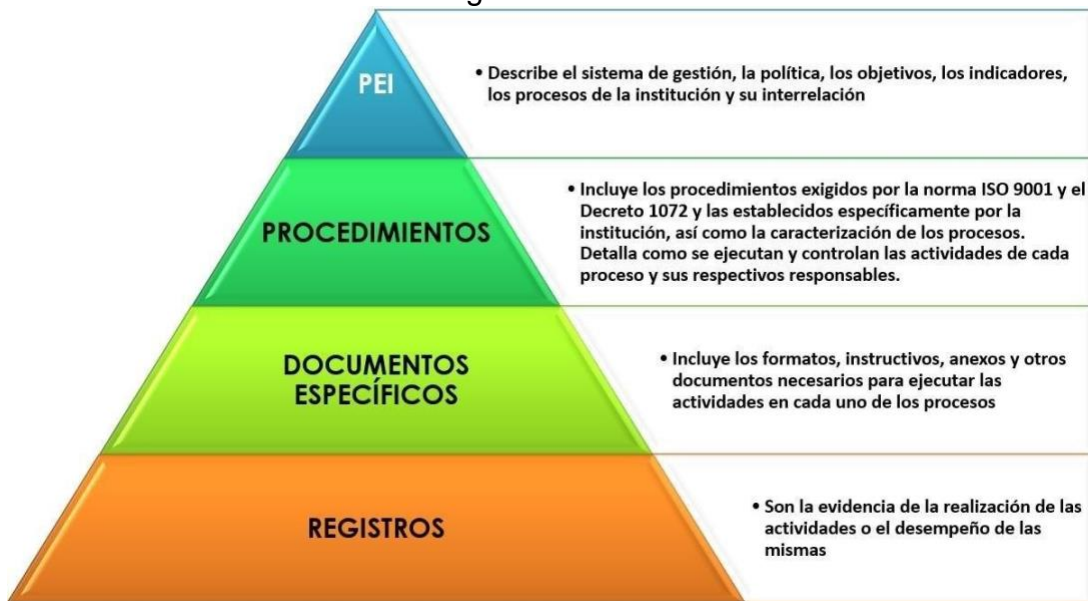 PEI
• Describe el sistema de gestión, la política, los objetivos, los indicadores,
los procesos de la institución y su interrelación
PROCEDIMIENTOS
• Incluye los procedimientos exigidos por la norma ISO 9001 y el
Decreto 1072 y las establecidos específicamente por la
institución, así como la caracterización de los procesos.
Detalla como se ejecutan y controlan las actividades de cada
proceso y sus respectivos responsables.
DOCUMENTOS
ESPECÍFICOS
• Incluye los formatos, instructivos, anexos y otros
documentos necesarios para ejecutar las
actividades en cada uno de los procesos
REGISTROS
• Son la evidencia de la realización de las
actividades o el desempeño de las
mismas